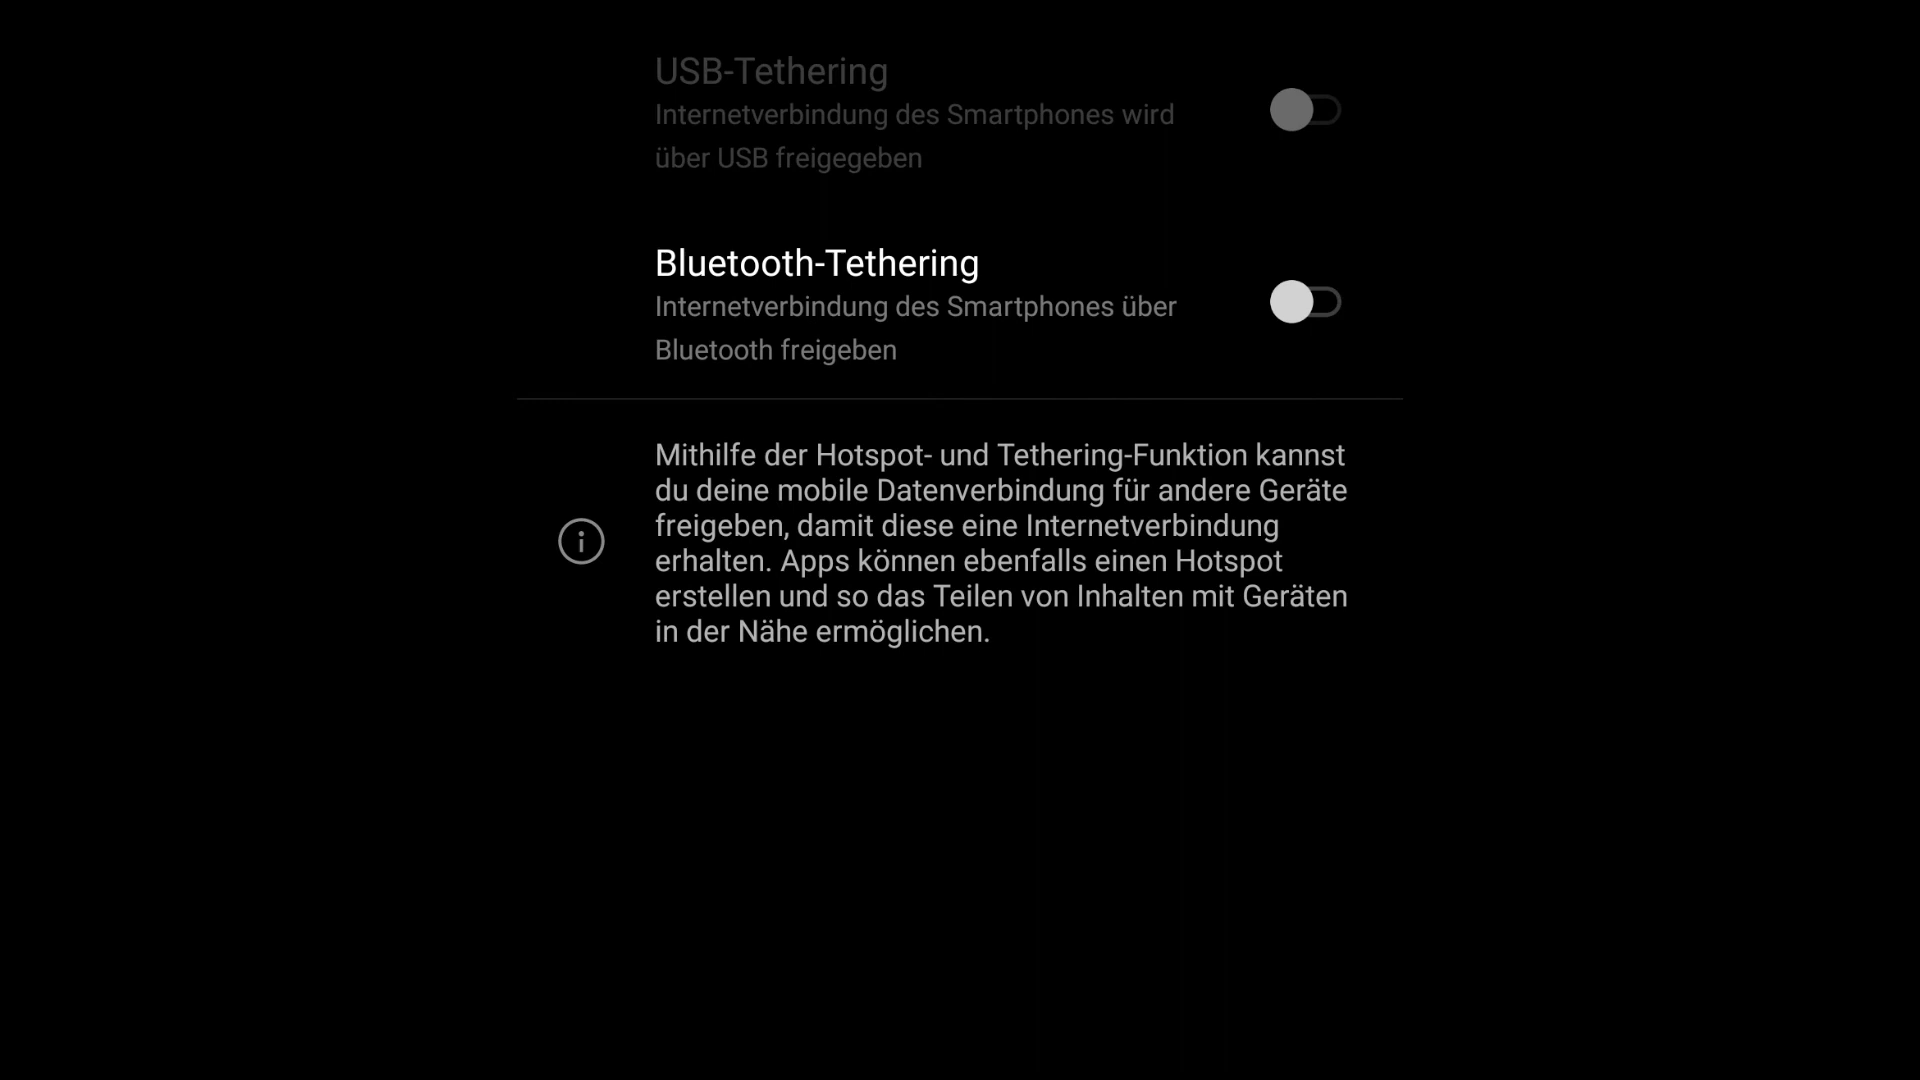 USB-Tethering
Internetverbindung des Smartphones wird
über USB freigegeben
Bluetooth-Tethering
Internetverbindung des Smartphones über
Bluetooth freigeben
Mithilfe der Hotspot- und Tethering-Funktion kannst
du deine mobile Datenverbindung für andere Geräte
freigeben, damit diese eine Internetverbindung
erhalten. Apps können ebenfalls einen Hotspot
erstellen und so das Teilen von Inhalten mit Geräten
in der Nähe ermöglichen.